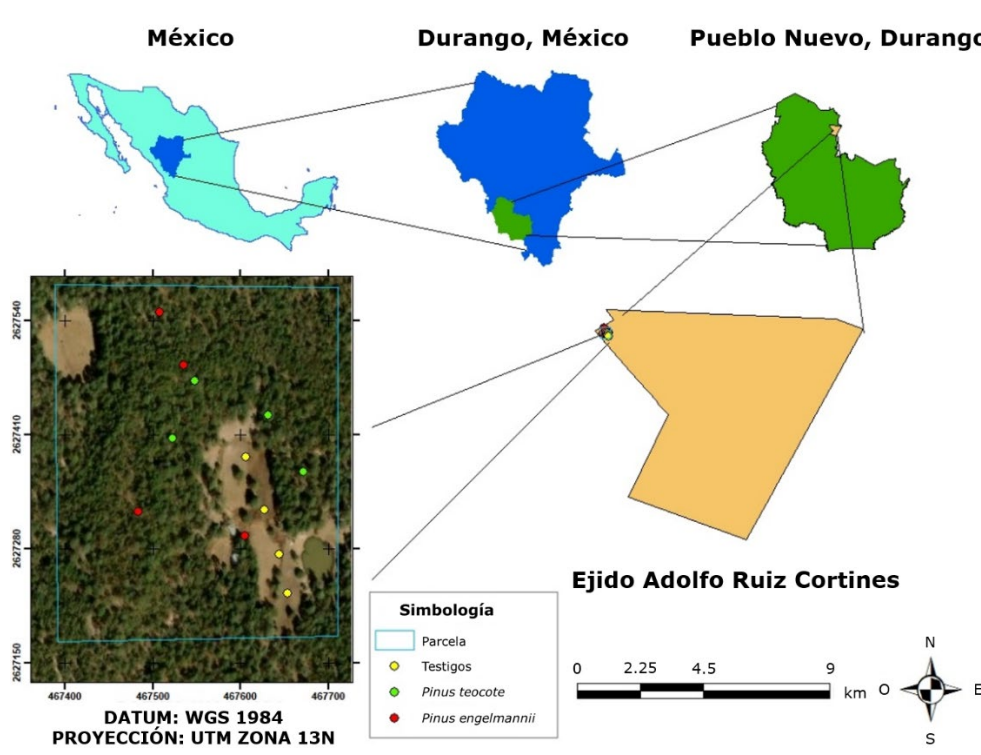 México
Durango, México
Pueblo Nuevo, Durango
2627540
2627410
2627280
2627150
467400
467500
467600
467700
DATUM: WGS 1984
PROYECCIÓN: UTM ZONA 13N
Ejido Adolfo Ruiz Cortines
Simbología
Parcela
Testigos
Pinus teocote
Pinus engelmannii
0 2.25 4.5 9
km
N
O E
S